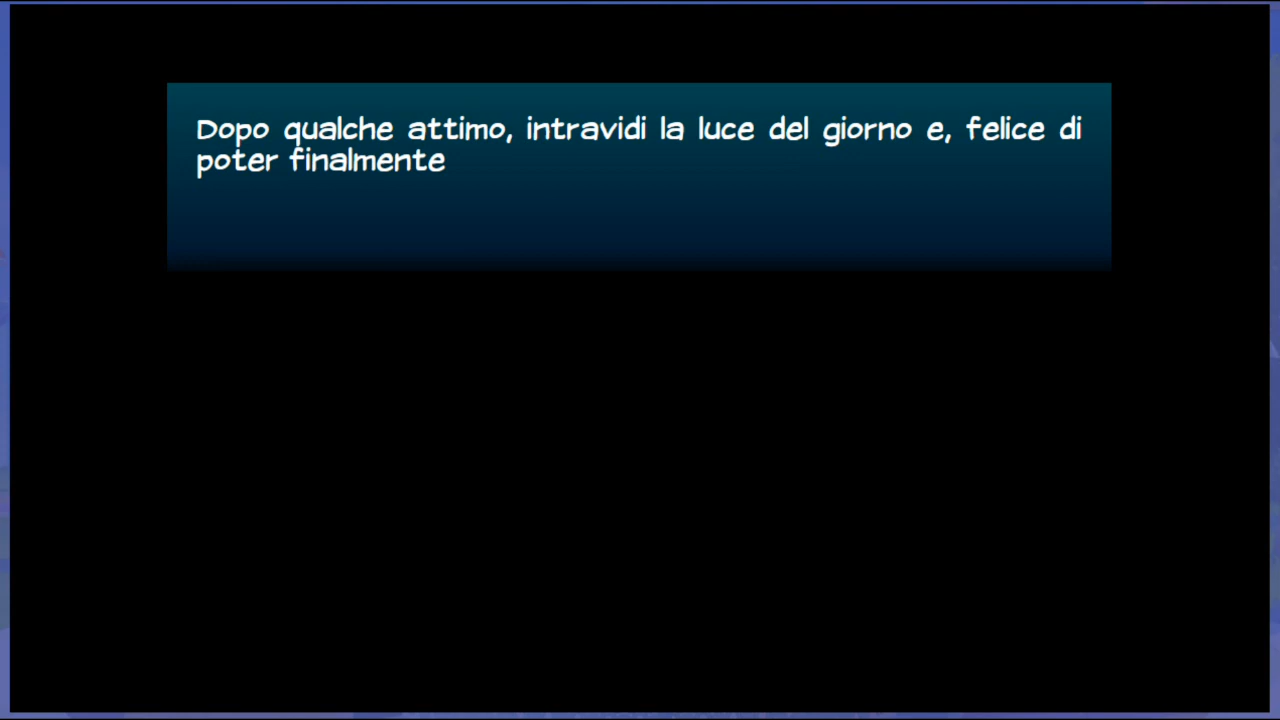 Dopo qualche attimo, intravidi la luce del giorno e, felice di
poter finalmente